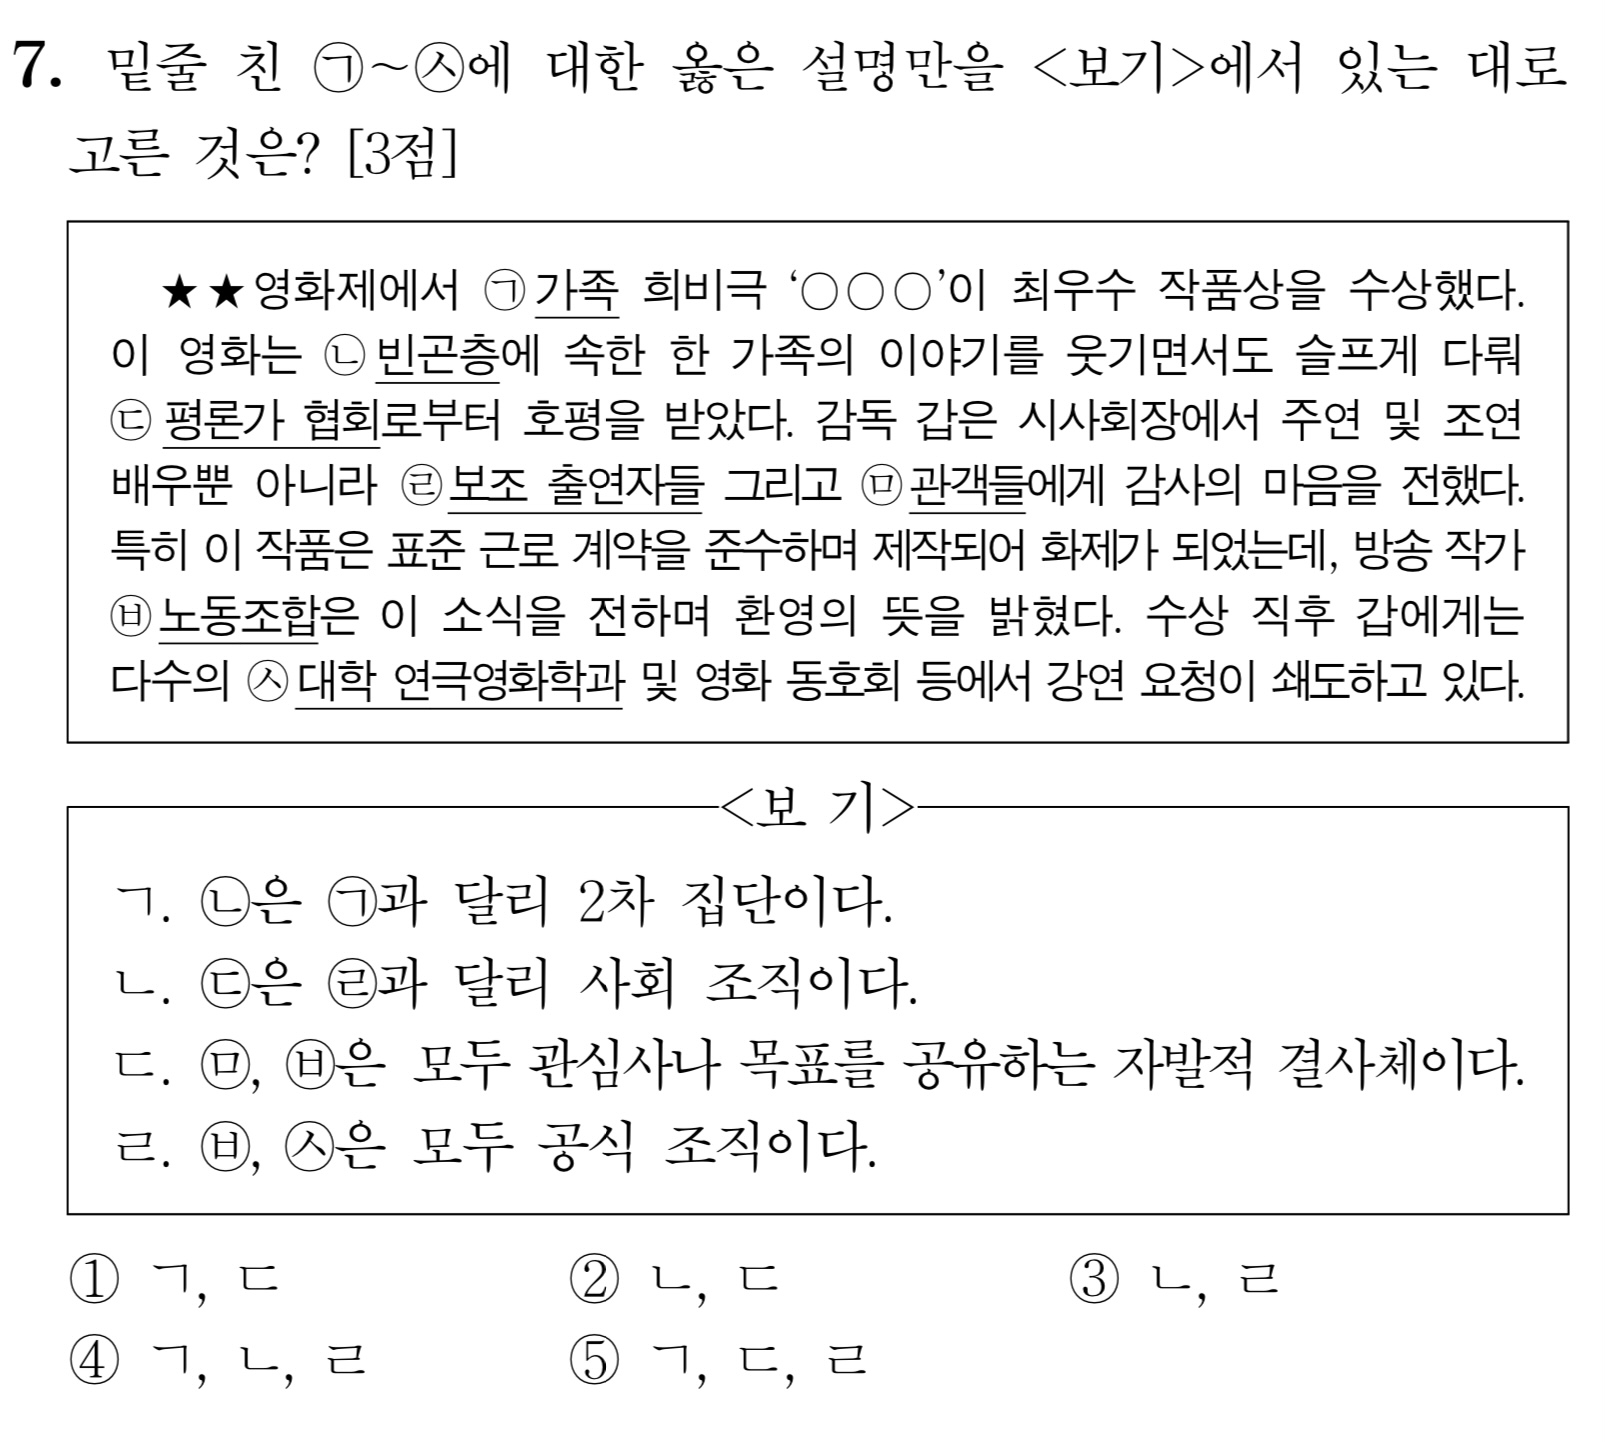 7. 밑줄 친 ㉠~㉦에 대한 옳은 설명만을 <보기>에서 있는 대로
고른 것은? [3점]
★★영화제에서 ㉠가족 희비극 ‘○○○’이 최우수 작품상을 수상했다.
이 영화는 ㉡빈곤층에 속한 한 가족의 이야기를 웃기면서도 슬프게 다뤄
㉢평론가 협회로부터 호평을 받았다. 감독 갑은 시사회장에서 주연 및 조연
배우뿐 아니라 ㉣보조 출연자들 그리고 ㉤관객들에게 감사의 마음을 전했다.
특히 이 작품은 표준 근로 계약을 준수하며 제작되어 화제가 되었는데, 방송 작가
㉥노동조합은 이 소식을 전하며 환영의 뜻을 밝혔다. 수상 직후 갑에게는
다수의 ㉦대학 연극영화학과 및 영화 동호회 등에서 강연 요청이 쇄도하고 있다.
<보 기>
ㄱ. ㉡은 ㉠과 달리 2차 집단이다.
ㄴ. ㉢은 ㉣과 달리 사회 조직이다.
ㄷ. ㉤, ㉥은 모두 관심사나 목표를 공유하는 자발적 결사체이다.
ㄹ. ㉥, ㉦은 모두 공식 조직이다.
① ㄱ, ㄷ ② ㄴ, ㄷ ③ ㄴ, ㄹ
④ ㄱ, ㄴ, ㄹ ⑤ ㄱ, ㄷ, ㄹ